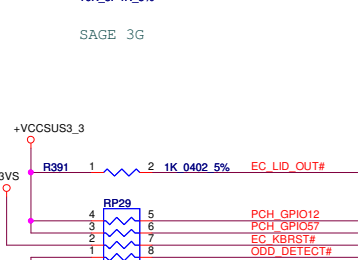 SAGE 3G
+VCCSUS3_3
R391 1 2 1K_0402_5% EC_LID_OUT#
3VS
RP29
4 5 PCH_GPIO12
3 6 PCH_GPIO57
2 7 EC_KBRST#
1 8 ODD_DETECT#